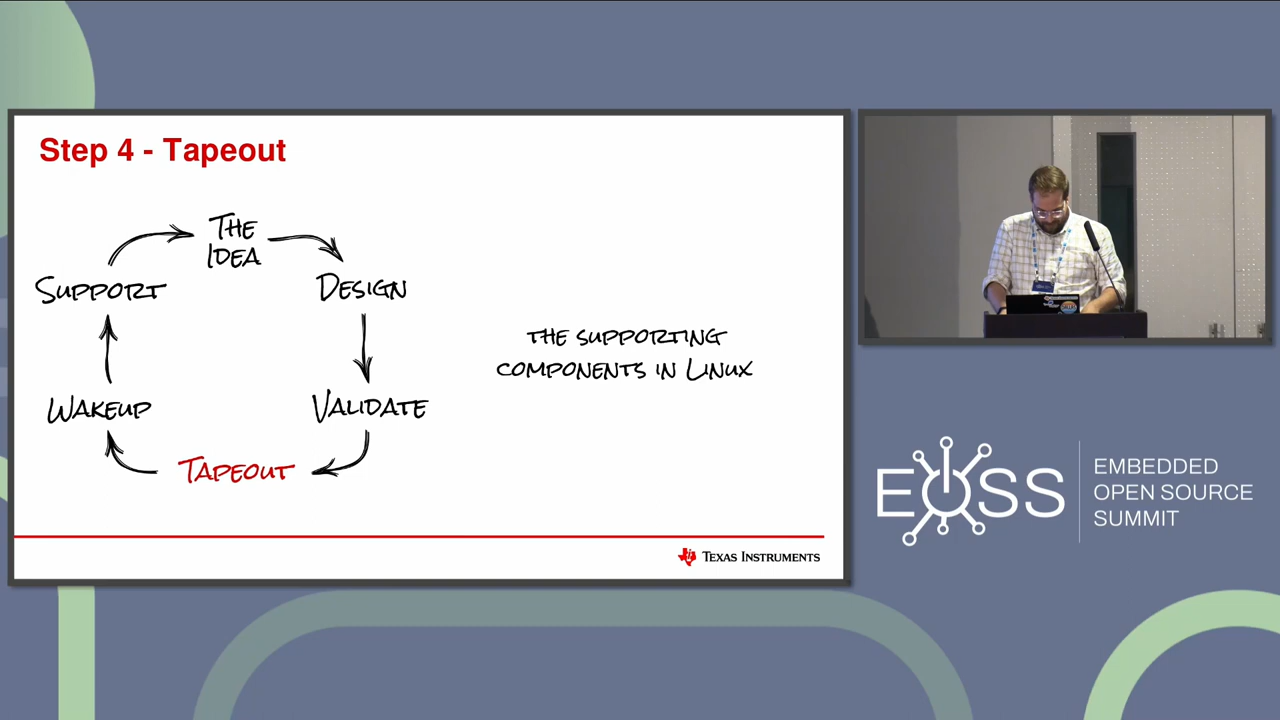 Step 4 - Tapeout
The
Idea
Support
Design
the supporting
components in Linux
Wakeup
Validate
Tapeout
Texas Instruments
EOSS
EMBEDDED
OPEN SOURCE
SUMMIT